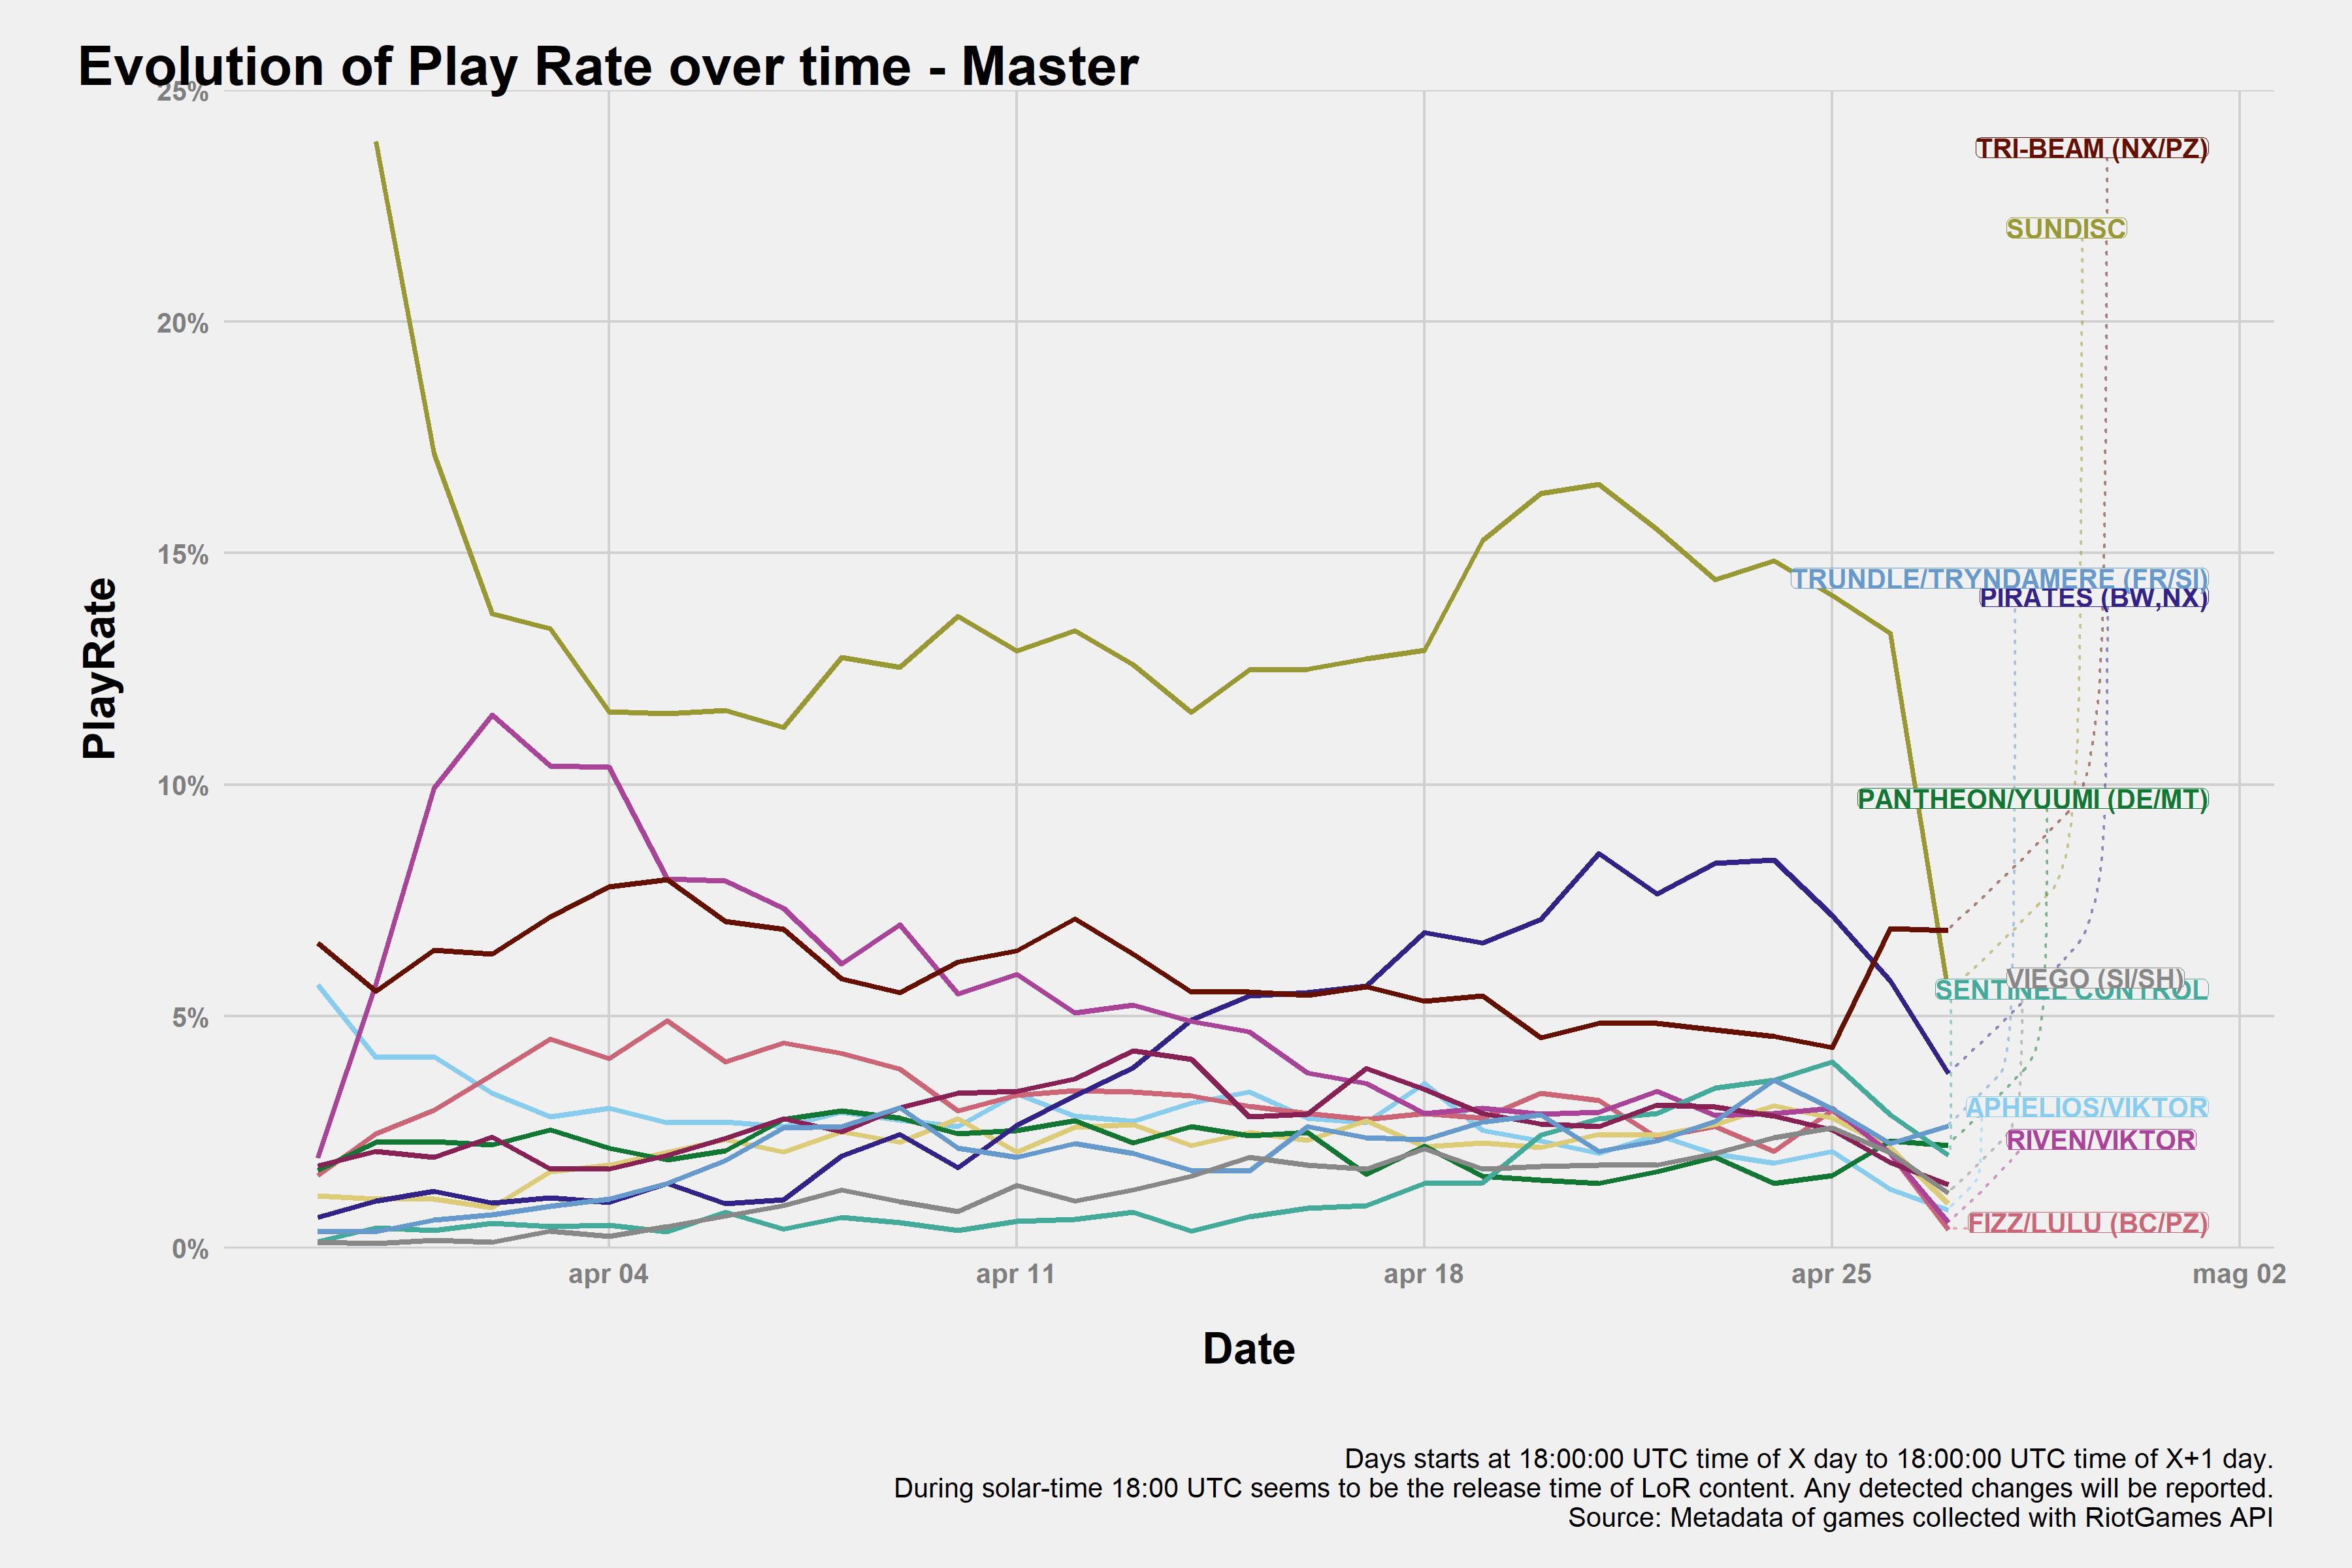 Evolution of Play Rate over time - Master
25%
20%
15%
10%
5%
0%
PlayRate
TRI-BEAM (NX/PZ)
SUNDISC
TRUNDLE/TRYNDAMERE (FR/SI)
PIRATES (BW,NX)
PANTHEON/YUUMI (DE/MT)
VIEGO (SI/SH)
SENTINEL CONTROL
APHELIOS/VIKTOR
RIVEN/VIKTOR
FIZZ/LULU (BC/PZ)
apr 04
apr 11
apr 18
apr 25
mag 02
Date
Days starts at 18:00:00 UTC time of X day to 18:00:00 UTC time of X+1 day.
During solar-time 18:00 UTC seems to be the release time of LoR content. Any detected changes will be reported.
Source: Metadata of games collected with RiotGames API